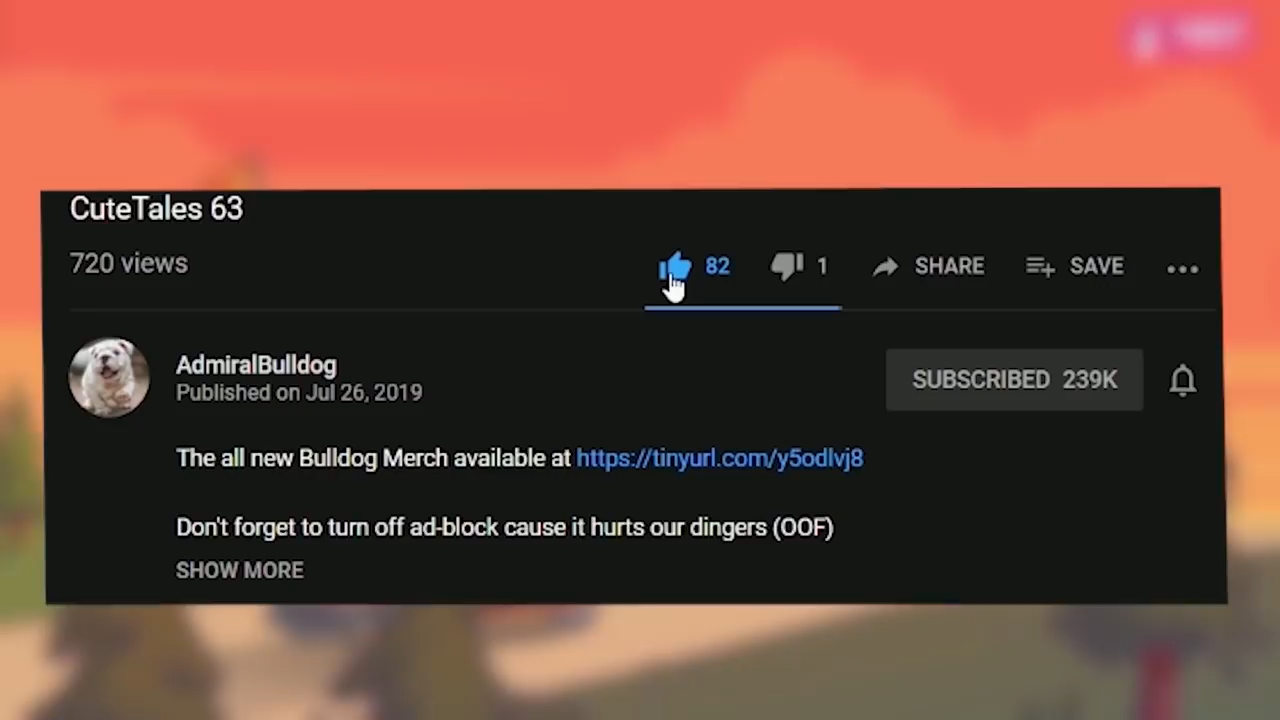 CuteTales 63
720 views
82 1 SHARE SAVE
AdmiralBulldog
Published on Jul 26, 2019
SUBSCRIBED 239K
The all new Bulldog Merch available at https://tinyurl.com/y5odlvj8
Don't forget to turn off ad-block cause it hurts our dingers (OOF)
SHOW MORE